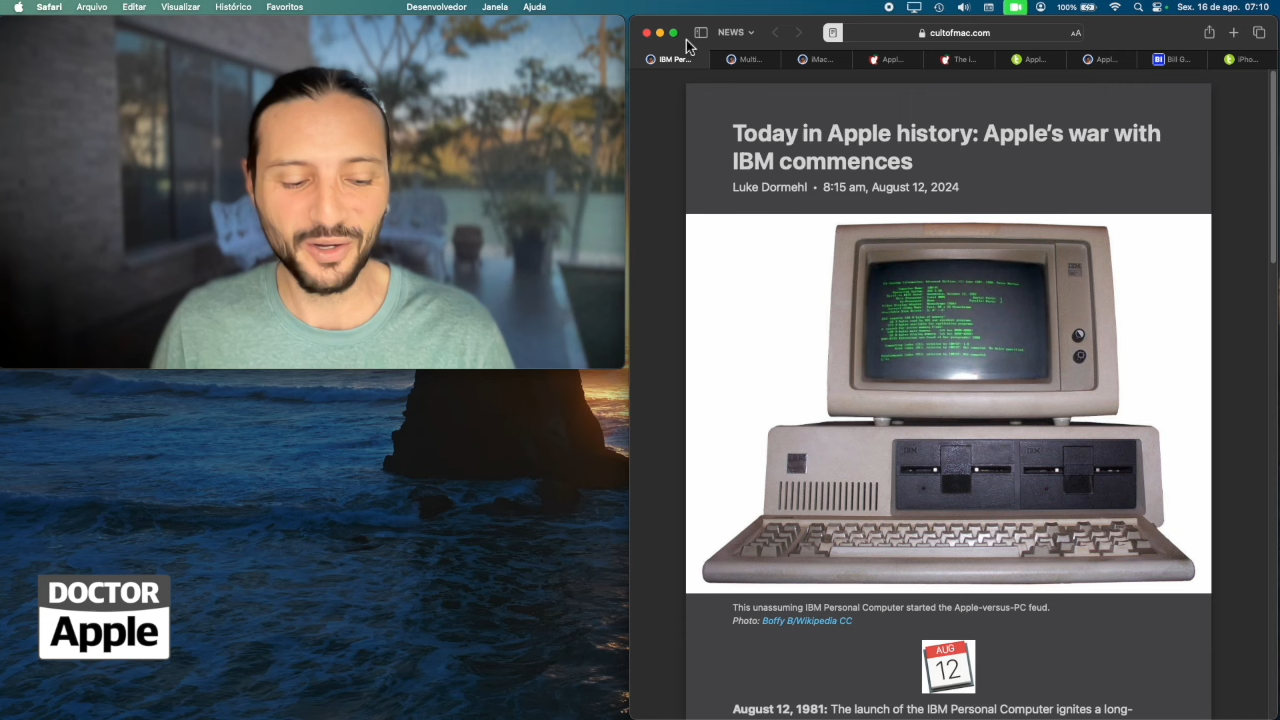 Safari Arquivo Editar Visualizar Histórico Favoritos Desenvolvedor Janela Ajuda 100% Sex. 16 de ago. 07:10
NEWS cultofmac.com AA
IBM Per... Multi... iMac... Appl... The i... Appl... Appl... BI Bill G... iPho...
Today in Apple history: Apple's war with
IBM commences
Luke Dormehl • 8:15 am, August 12, 2024
IBM
IBM IBM
This unassuming IBM Personal Computer started the Apple-versus-PC feud.
Photo: Boffy B/Wikipedia CC
AUG
12
August 12, 1981: The launch of the IBM Personal Computer ignites a long-
DOCTOR
Apple